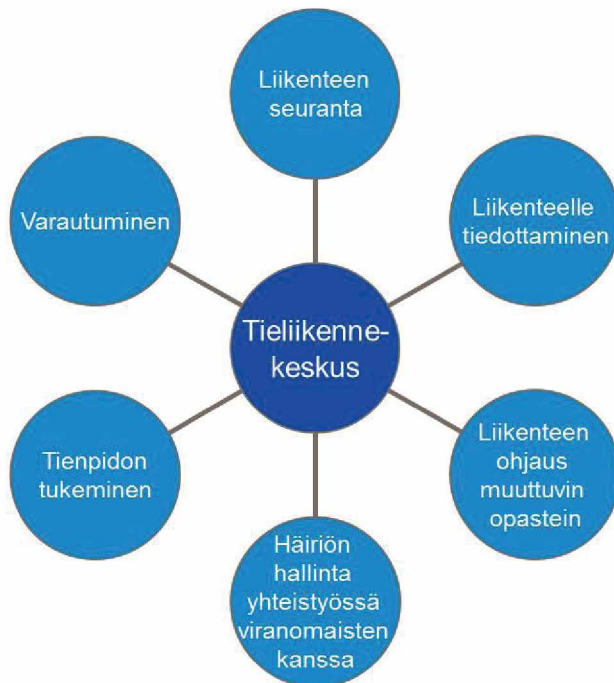 Liikenteen
seuranta
Varautuminen
Liikenteelle
tiedottaminen
Tieliikenne-
keskus
Tienpidon
tukeminen
Liikenteen
ohjaus
muuttuvin
opastein
Häiriön
hallinta
yhteistyössä
viranomaisten
kanssa